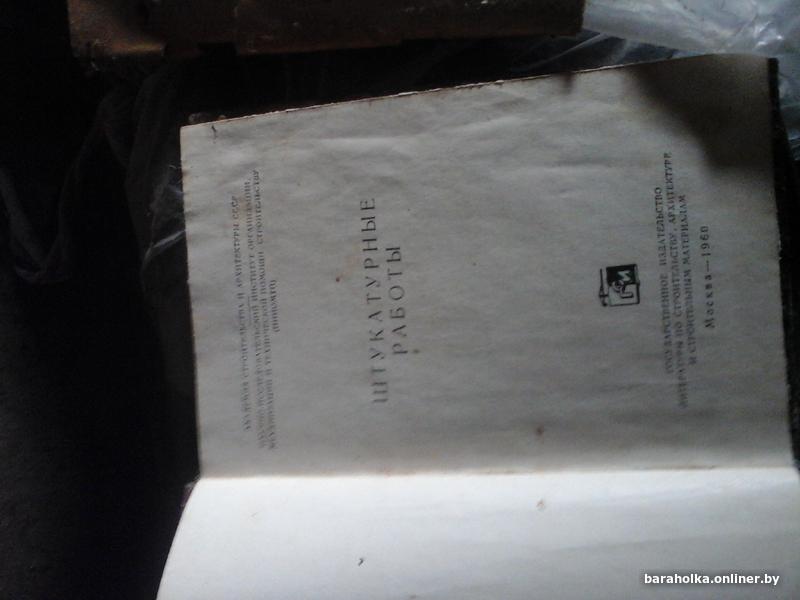 АКАДЕМИЯ СТРОИТЕЛЬСТВА И АРХИТЕКТУРЫ СССР
НАУЧНО-ИССЛЕДОВАТЕЛЬСКИЙ ИНСТИТУТ ОРГАНИЗАЦИИ,
МЕХАНИЗАЦИИ И ТЕХНИЧЕСКОЙ ПОМОЩИ СТРОИТЕЛЬСТВУ
(НИИОМТП)
ШТУКАТУРНЫЕ
РАБОТЫ
ГОСУДАРСТВЕННОЕ ИЗДАТЕЛЬСТВО
ЛИТЕРАТУРЫ ПО СТРОИТЕЛЬСТВУ, АРХИТЕКТУРЕ
И СТРОИТЕЛЬНЫМ МАТЕРИАЛАМ
Москва—1960
baraholka.onliner.by